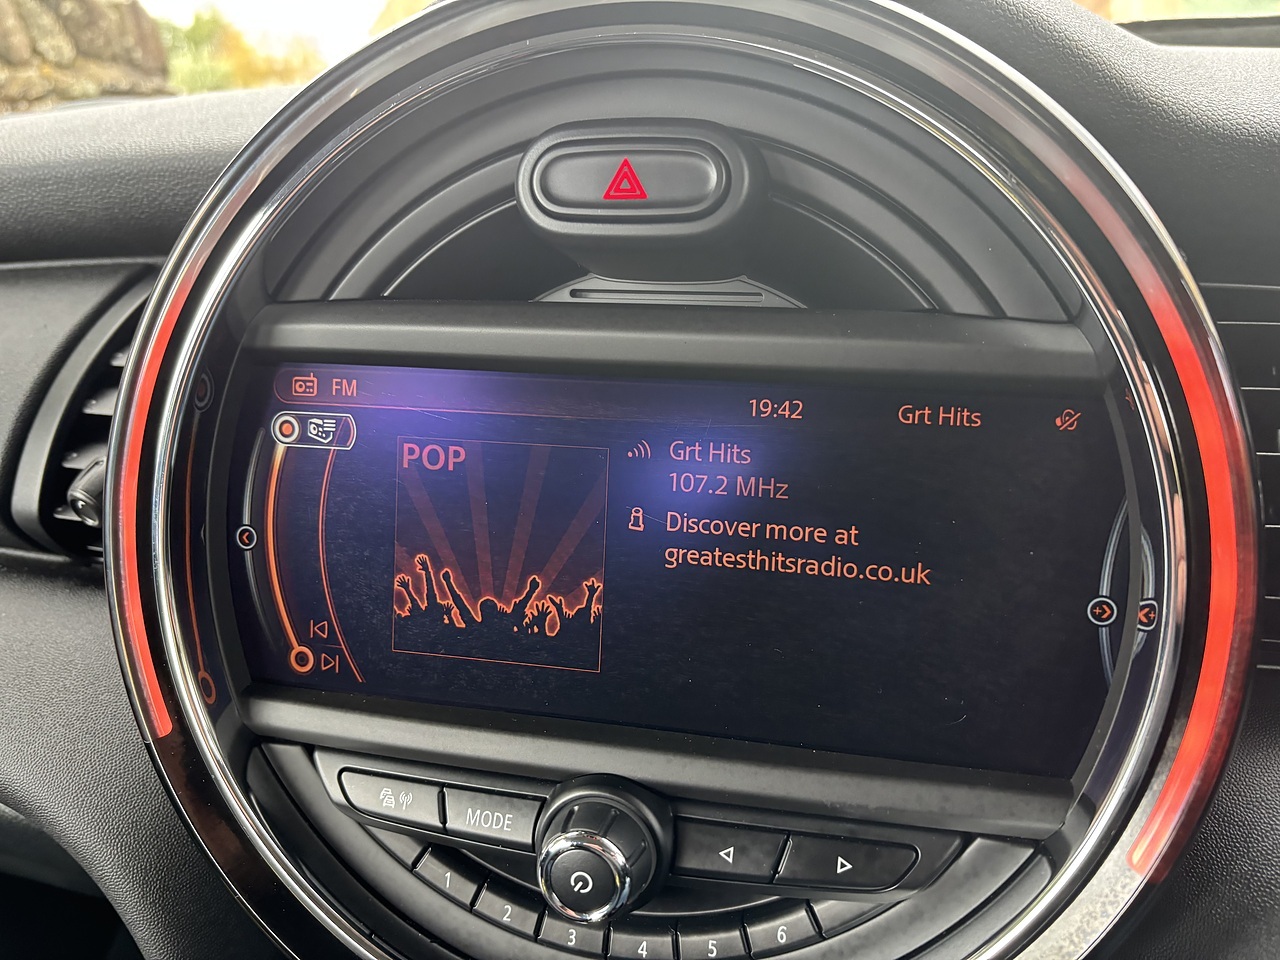 FM
19:42
Grt Hits
POP
Grt Hits
107.2 MHz
Discover more at
greatesthitsradio.co.uk
MODE
1
2
3
4
5
6